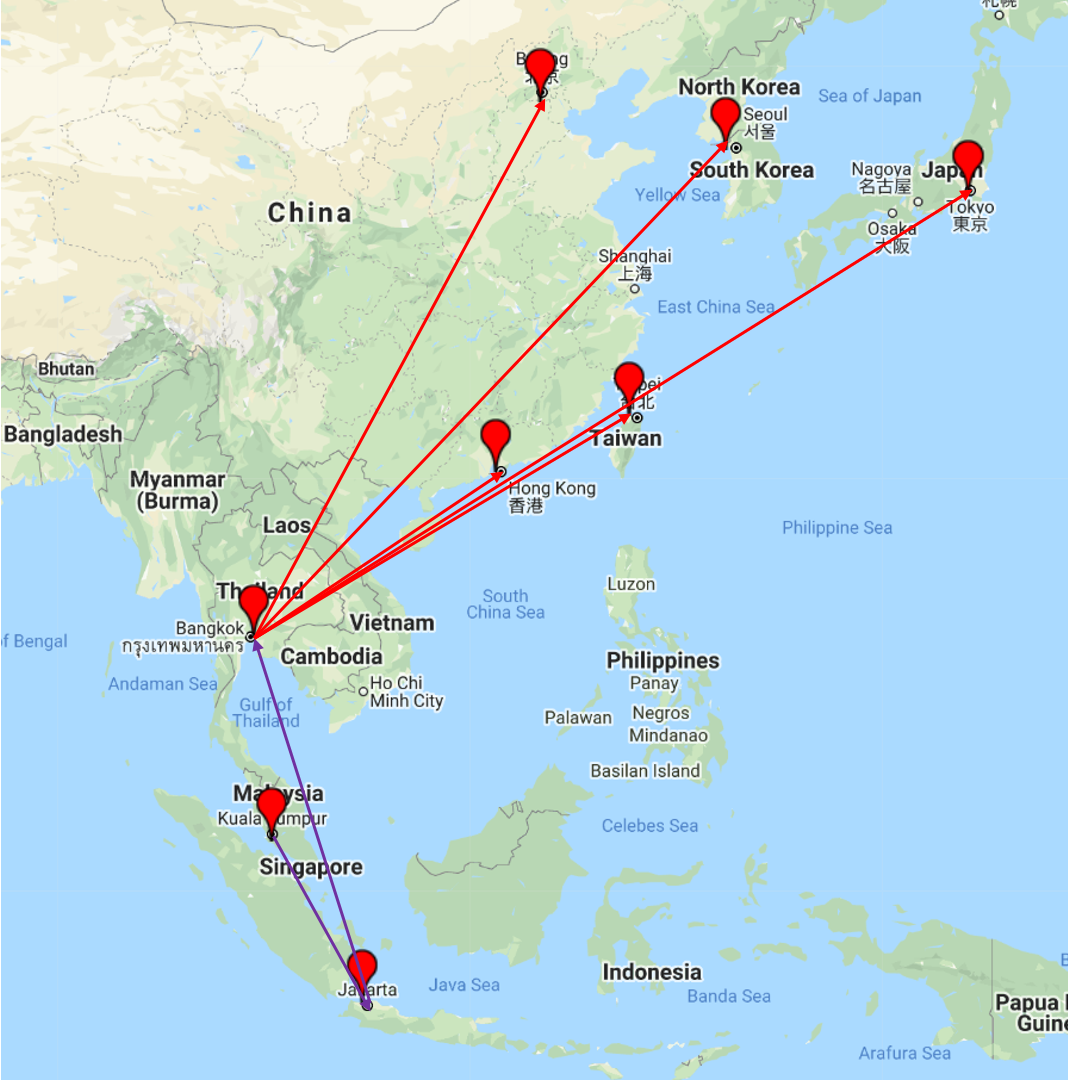 札幌
北京
North Korea
Sea of Japan
Seoul
서울
South Korea
Nagoya
名古屋
Japan
Yellow Sea
Tokyo
東京
Osaka
大阪
China
Shanghai
上海
East China Sea
Bhutan
台北
Bangladesh
Taiwan
Myanmar
(Burma)
Hong Kong
香港
Laos
Philippine Sea
Thailand
Luzon
South
China Sea
Bangkok
กรุงเทพมหานคร
Vietnam
of Bengal
Cambodia
Philippines
Andaman Sea
Ho Chi
Minh City
Panay
Gulf of
Thailand
Palawan
Negros
Mindanao
Basilan Island
Malaysia
Kuala Lumpur
Celebes Sea
Singapore
Indonesia
Jakarta
Java Sea
Banda Sea
Papua
Guine
Arafura Sea